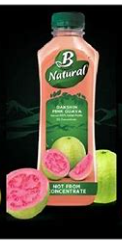 B
Natural
DAKSHIN
PINK GUAVA
NOT FROM
CONCENTRATE